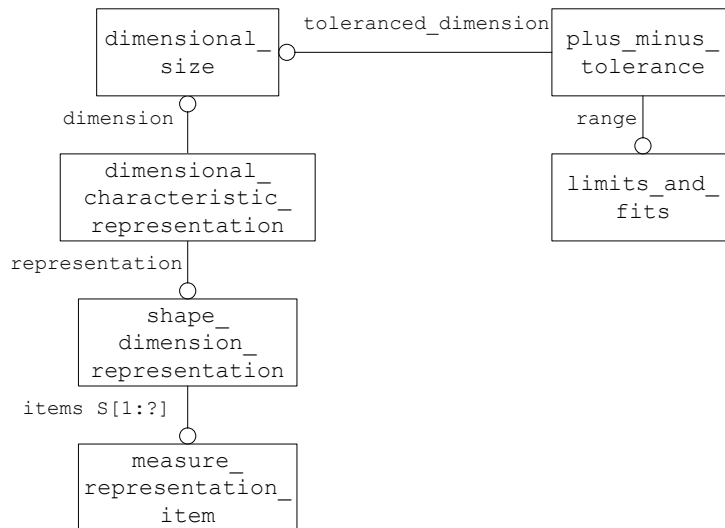 dimensional_
size
toleranced_dimension
plus_minus_
tolerance
dimension
range
dimensional_
characteristic_
representation
limits_and_
fits
representation
shape_
dimension_
representation
items S[1:?]
measure_
representation_
item